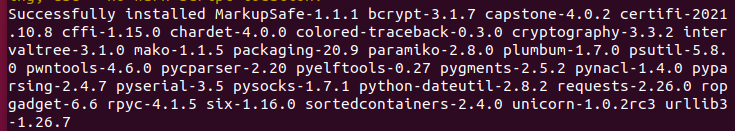 Successfully installed MarkupSafe-1.1.1 bcrypt-3.1.7 capstone-4.0.2 certifi-2021
.10.8 cffi-1.15.0 chardet-4.0.0 colored-traceback-0.3.0 cryptography-3.3.2 inter
valtree-3.1.0 mako-1.1.5 packaging-20.9 paramiko-2.8.0 plumbum-1.7.0 psutil-5.8.
0 pwntools-4.6.0 pycparser-2.20 pyelftools-0.27 pygments-2.5.2 pynacl-1.4.0 pypa
rsing-2.4.7 pyserial-3.5 pysocks-1.7.1 python-dateutil-2.8.2 requests-2.26.0 rop
gadget-6.6 rpyc-4.1.5 six-1.16.0 sortedcontainers-2.4.0 unicorn-1.0.2rc3 urllib3
-1.26.7